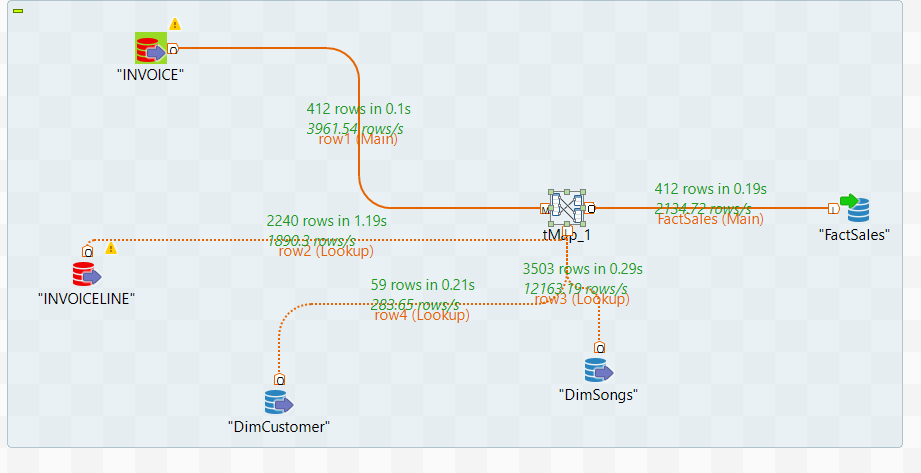 "INVOICE"
412 rows in 0.1s
3961.54 rows/s
row1 (Main)
412 rows in 0.19s
2134.72 rows/s
FactSales (Main)
"FactSales"
tMap_1
2240 rows in 1.19s
1890.3 rows/s
row2 (Lookup)
"INVOICELINE"
3503 rows in 0.29s
12163.19 rows/s
row3 (Lookup)
59 rows in 0.21s
283.65 rows/s
row4 (Lookup)
"DimSongs"
"DimCustomer"